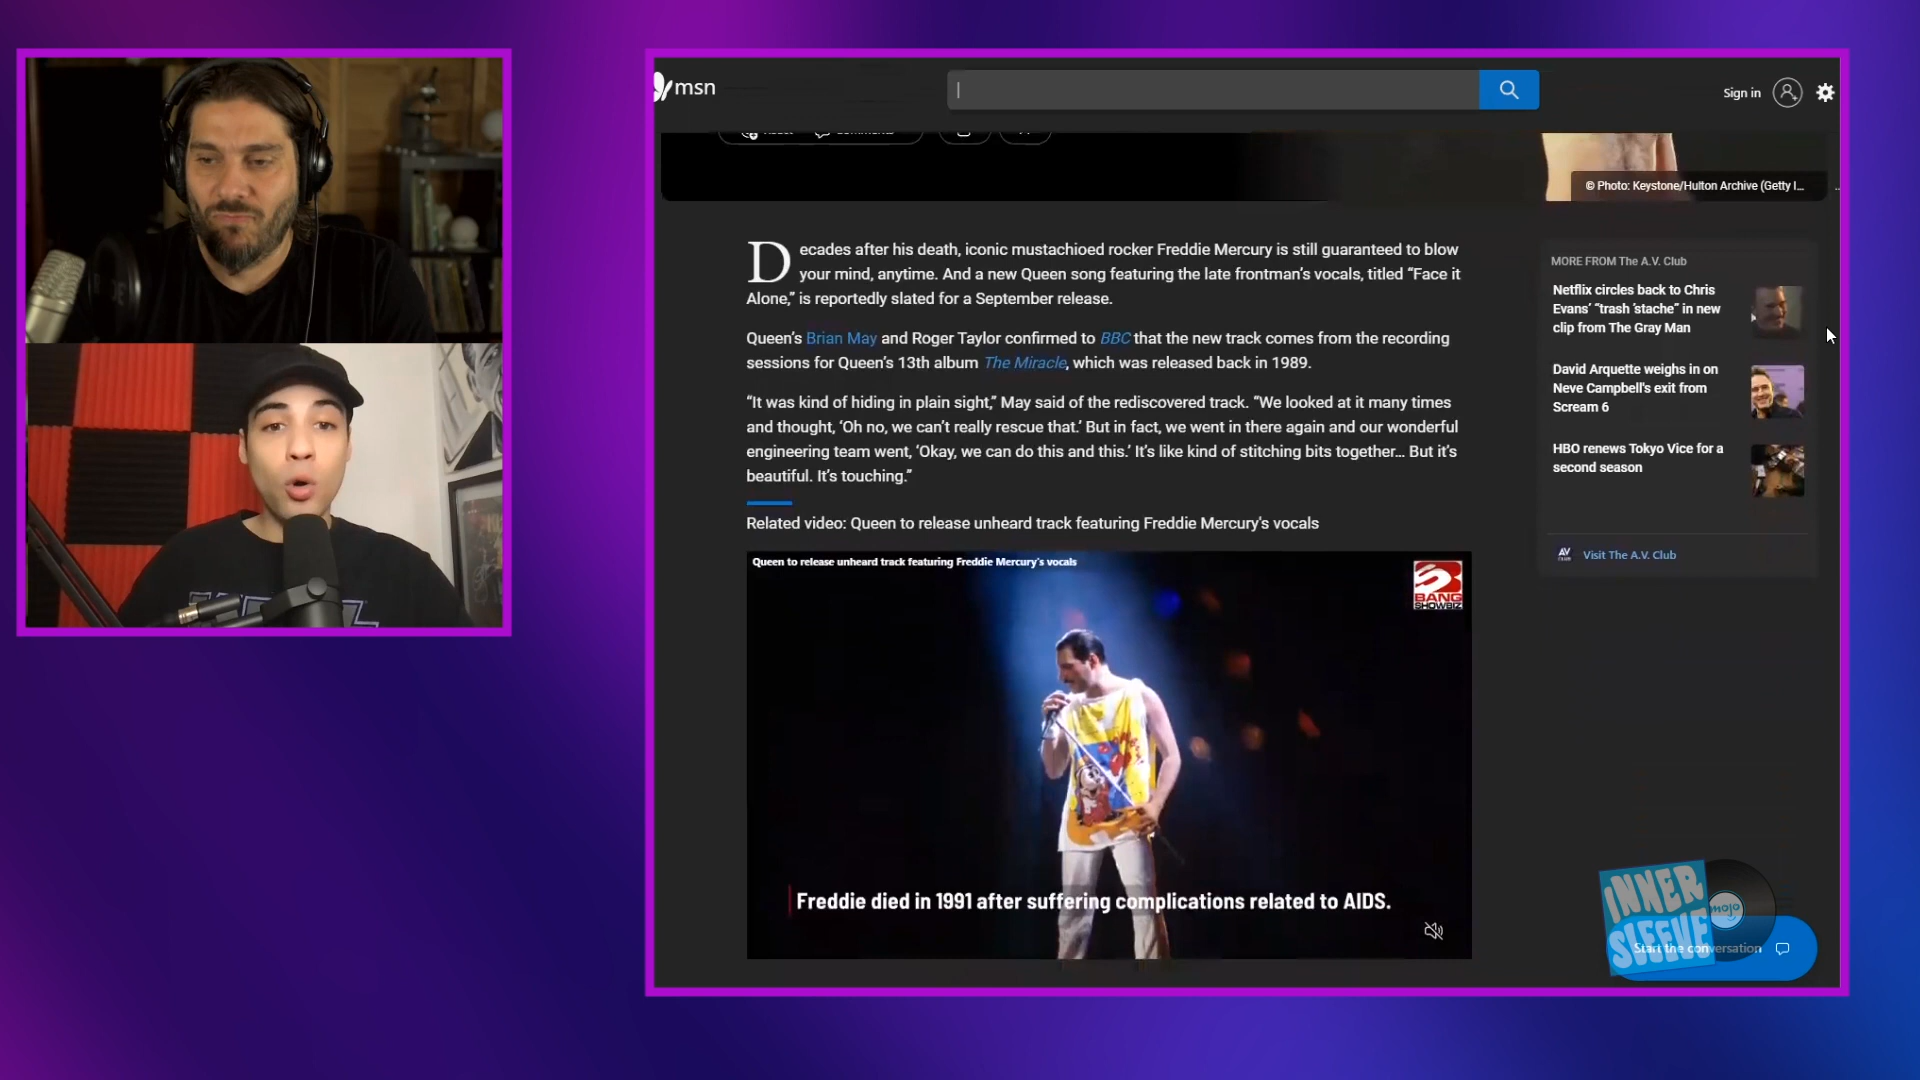 msn
Sign in
© Photo: Keystone/Hulton Archive (Getty I...
Decades after his death, iconic mustachioed rocker Freddie Mercury is still guaranteed to blow
your mind, anytime. And a new Queen song featuring the late frontman's vocals, titled “Face it
Alone,” is reportedly slated for a September release.
Queen's Brian May and Roger Taylor confirmed to BBC that the new track comes from the recording
sessions for Queen's 13th album The Miracle, which was released back in 1989.
“It was kind of hiding in plain sight,” May said of the rediscovered track. “We looked at it many times
and thought, ‘Oh no, we can't really rescue that.’ But in fact, we went in there again and our wonderful
engineering team went, ‘Okay, we can do this and this.’ It's like kind of stitching bits together... But it's
beautiful. It's touching.”
Related video: Queen to release unheard track featuring Freddie Mercury's vocals
Queen to release unheard track featuring Freddie Mercury's vocals
BANG
SHOWBIZ
Freddie died in 1991 after suffering complications related to AIDS.
MORE FROM The A.V. Club
Netflix circles back to Chris
Evans' “trash ‘stache” in new
clip from The Gray Man
David Arquette weighs in on
Neve Campbell's exit from
Scream 6
HBO renews Tokyo Vice for a
second season
AV
CLUB
Visit The A.V. Club
INNER
SLEEVE
mojo
Start the conversation